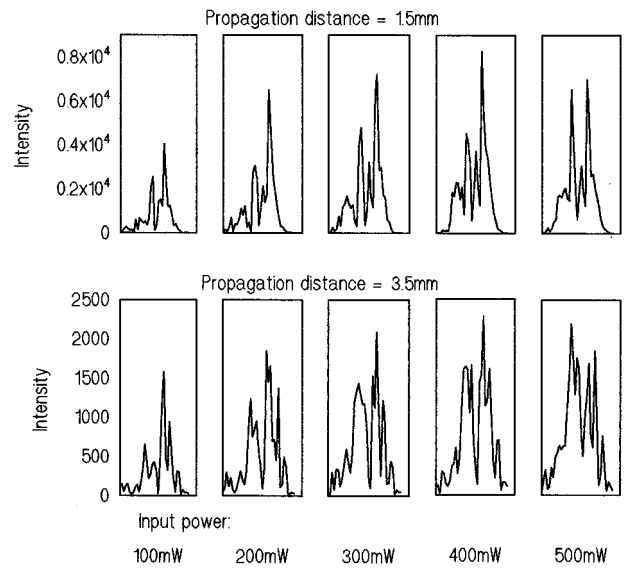 Propagation distance = 1.5mm
0.8x10⁴
0.6x10⁴
0.4x10⁴
0.2x10⁴
0
Intensity
Propagation distance = 3.5mm
2500
2000
1500
1000
500
0
Intensity
Input power:
100mW 200mW 300mW 400mW 500mW